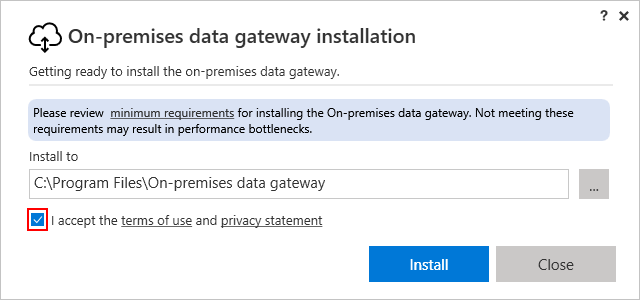 ? ×
On-premises data gateway installation
Getting ready to install the on-premises data gateway.
Please review minimum requirements for installing the On-premises data gateway. Not meeting these
requirements may result in performance bottlenecks.
Install to
C:\Program Files\On-premises data gateway
...
I accept the terms of use and privacy statement
Install Close